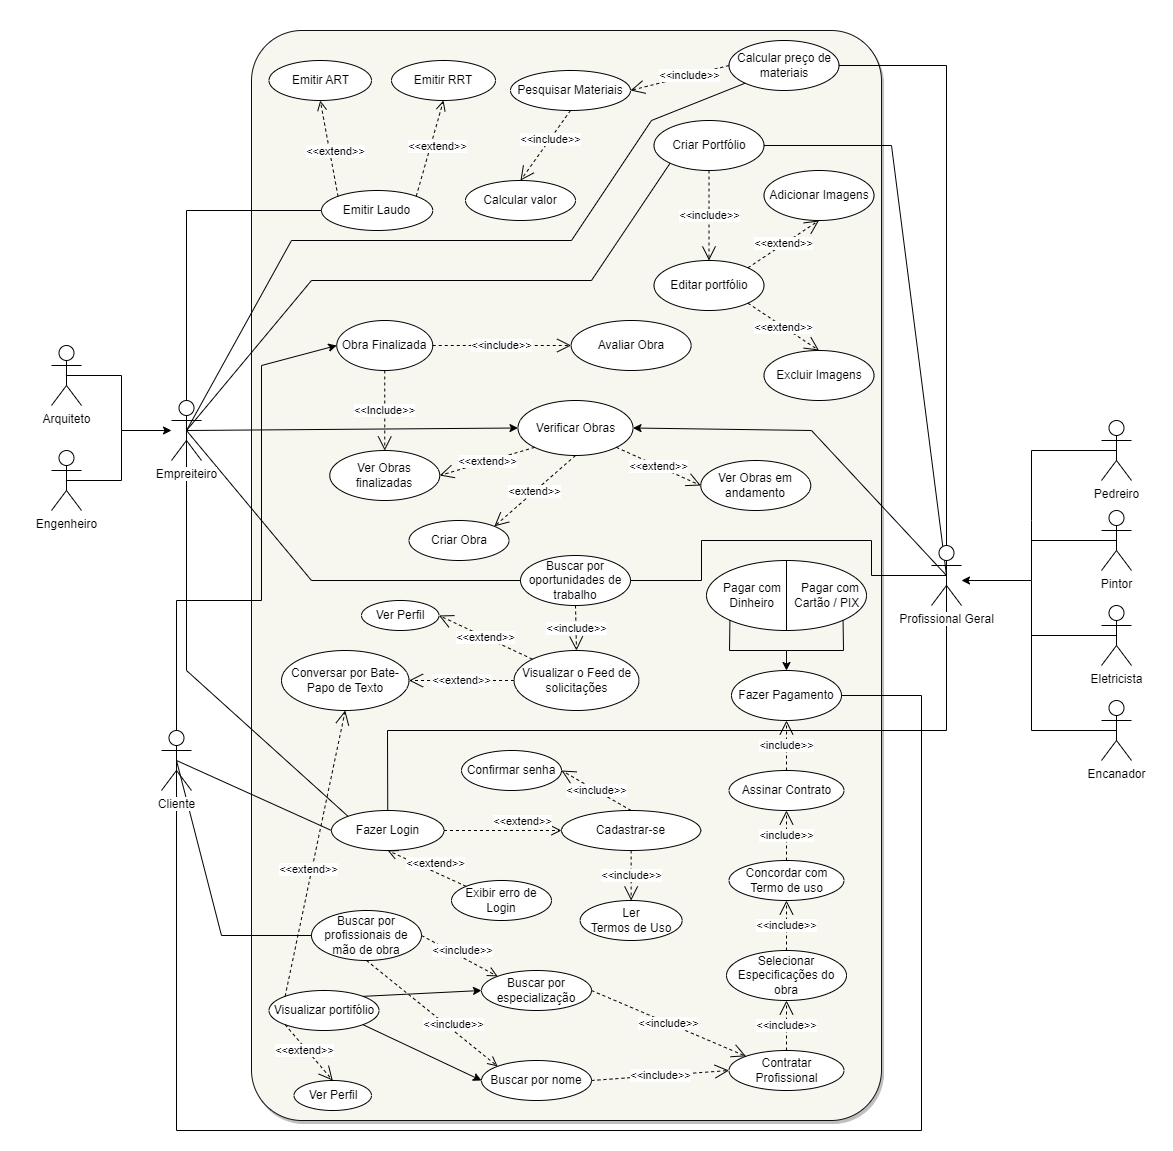 Emitir ART
Emitir RRT
Pesquisar Materiais
<<include>>
Calcular preço de
materiais
<<extend>>
<<extend>>
<<include>>
Criar Portfólio
Emitir Laudo
Calcular valor
<<include>>
Adicionar Imagens
<<extend>>
Editar portfólio
<<extend>>
Obra Finalizada
<<include>>
Avaliar Obra
Excluir Imagens
Arquiteto
<<Include>>
Empreiteiro
Verificar Obras
Engenheiro
Ver Obras
finalizadas
<<extend>>
<<extend>>
Ver Obras em
andamento
<extend>>
Criar Obra
Pedreiro
Buscar por
oportunidades de
trabalho
Pagar com
Dinheiro
Pagar com
Cartão / PIX
Profissional Geral
Pintor
Ver Perfil
<<include>>
<<extend>>
Conversar por Bate-
Papo de Texto
<<extend>>
Visualizar o Feed de
solicitações
Fazer Pagamento
Eletricista
<include>>
Confirmar senha
<<include>>
Assinar Contrato
Encanador
Cliente
Fazer Login
<<extend>>
Cadastrar-se
<include>>
<<extend>>
<<extend>>
<<include>>
Concordar com
Termo de uso
Exibir erro de
Login
Ler
Termos de Uso
<<include>>
Buscar por
profissionais de
mão de obra
<<include>>
Selecionar
Especificações do
obra
Buscar por
especialização
Visualizar portifólio
<<include>>
<<include>>
<<include>>
<<extend>>
Buscar por nome
<<include>>
Contratar
Profissional
Ver Perfil